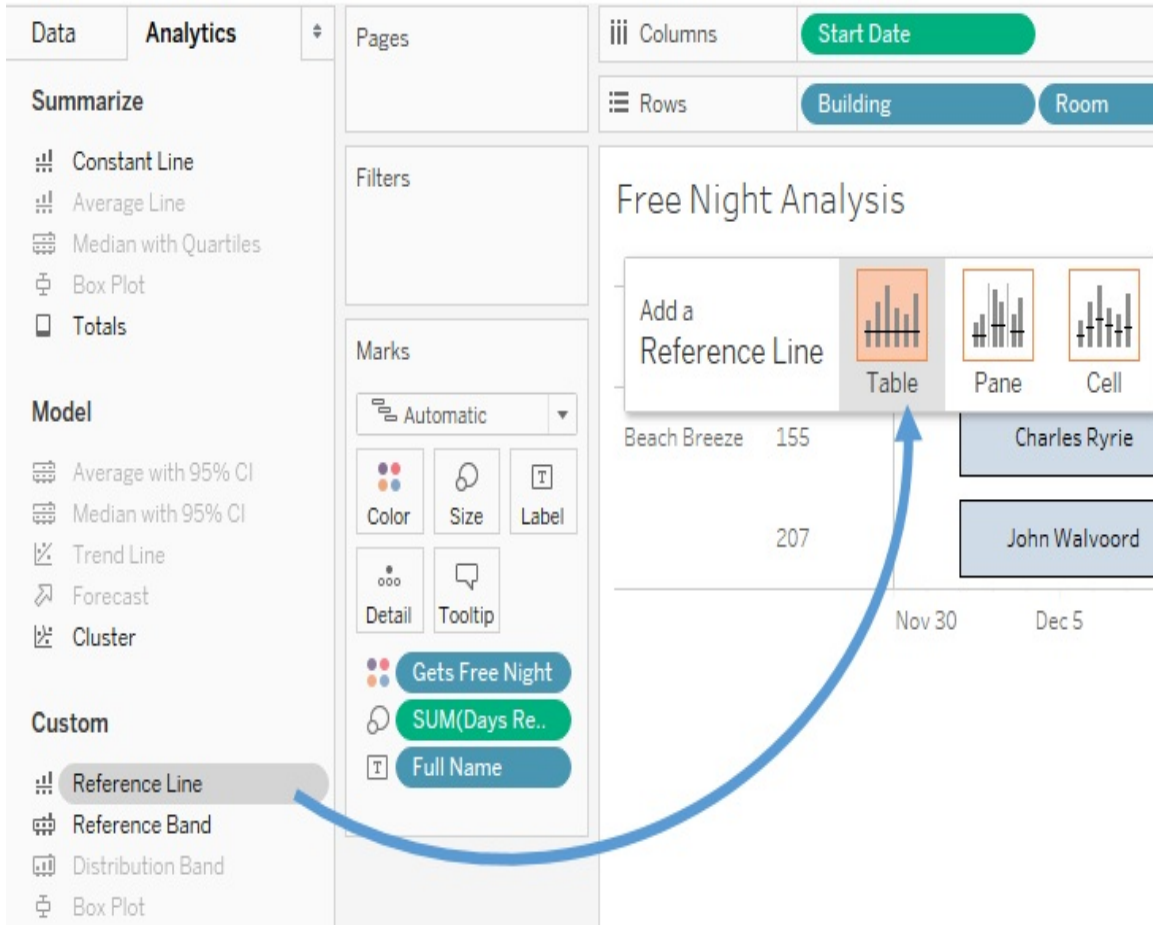 Data
Analytics
Summarize
Constant Line
Average Line
Median with Quartiles
Box Plot
Totals
Model
Average with 95% CI
Median with 95% CI
Trend Line
Forecast
Cluster
Custom
Reference Line
Reference Band
Distribution Band
Box Plot
Pages
Filters
Marks
Automatic
Color
Size
T
Label
Detail
Tooltip
Gets Free Night
SUM(Days Re..
T
Full Name
Columns
Start Date
Rows
Building
Room
Free Night Analysis
Add a
Reference Line
Table
Pane
Cell
Beach Breeze
155
Charles Ryrie
207
John Walvoord
Nov 30
Dec 5